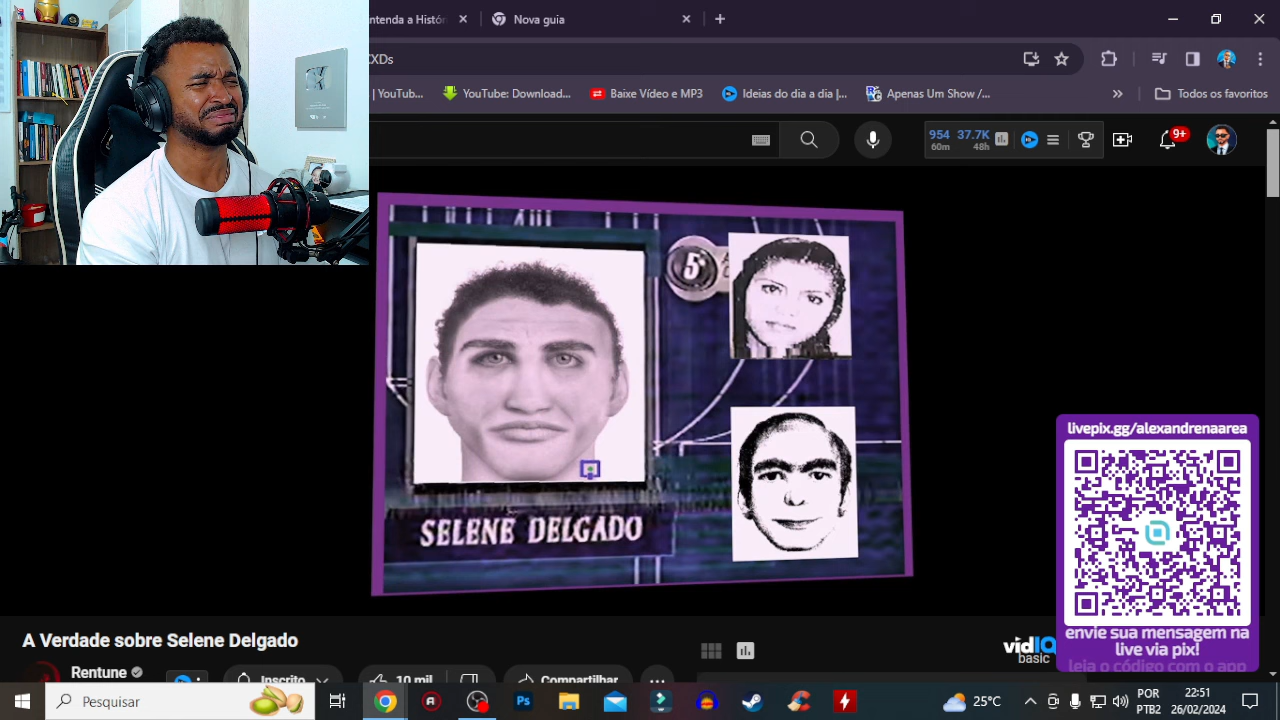 ntenda a Histór
Nova guia
XDs
YouTub...
YouTube: Download...
Baixe Vídeo e MP3
Ideias do dia a dia |...
Apenas Um Show /...
Todos os favoritos
954 37.7K
60m 48h
9+
5
SELENE DELGADO
livepix.gg/alexandrenaarea
envie sua mensagem na
live via pix!
leia o código com o app
A Verdade sobre Selene Delgado
Rentune
Inscrito
10 mil
Compartilhar
vidIQ
basic
Pesquisar
Ps
25°C
POR
PTB2
22:51
26/02/2024